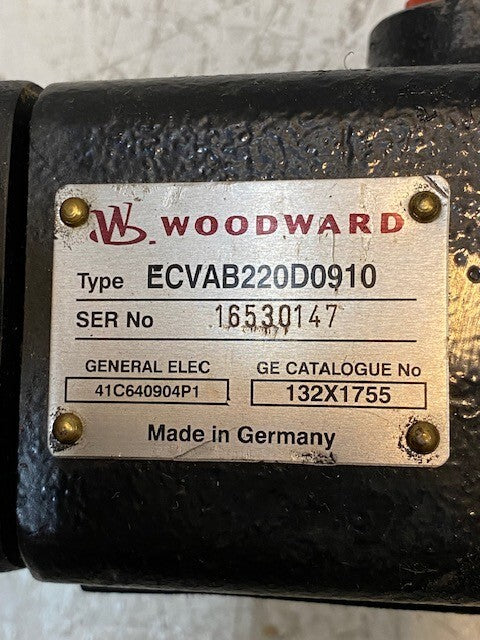 WOODWARD
Type ECVAB220D0910
SER No 16530147
GENERAL ELEC GE CATALOGUE No
41C640904P1 132X1755
Made in Germany